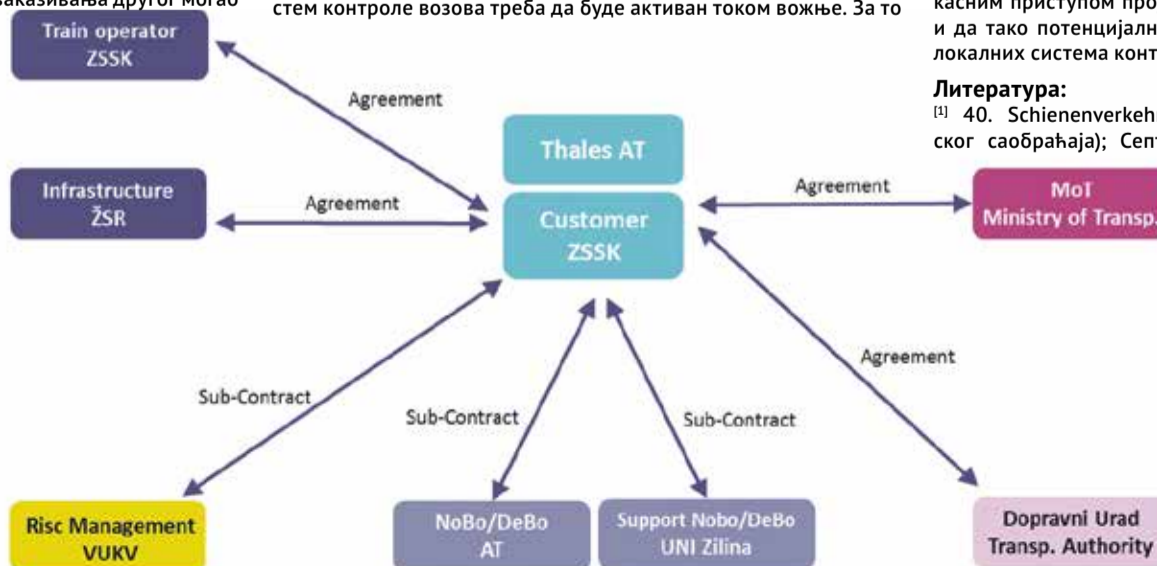 заказивања другог могао
стем контроле возова треба да буде активан током вожње. За то
касним приступом про
и да тако потенцијалн
локалних система конт
Литература:
[1] 40. Schienenverkehr
ског саобраћаја); Сеп
Train operator
ZSSK
Agreement
Thales AT
Infrastructure
ŽSR
Agreement
Customer
ZSSK
Agreement
MoT
Ministry of Transp.
Agreement
Sub-Contract
Sub-Contract
Sub-Contract
Risc Management
VUKV
NoBo/DeBo
AT
Support Nobo/DeBo
UNI Zilina
Dopravni Urad
Transp. Authority